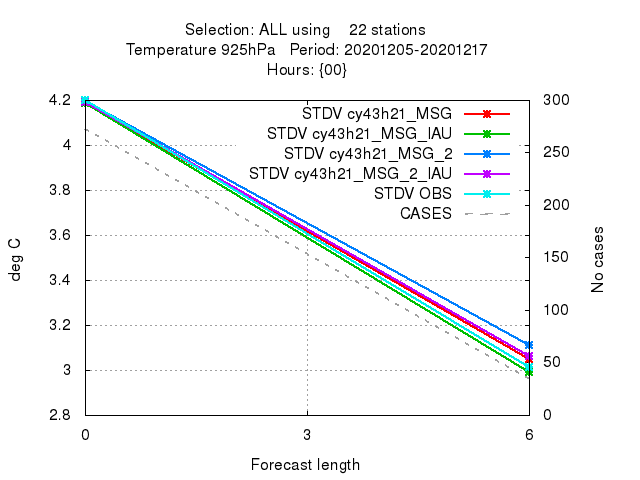 Selection: ALL using 22 stations
Temperature 925hPa Period: 20201205-20201217
Hours: {00}
STDV cy43h21_MSG
STDV cy43h21_MSG_IAU
STDV cy43h21_MSG_2
STDV cy43h21_MSG_2_IAU
STDV OBS
CASES
deg C
4.2
4
3.8
3.6
3.4
3.2
3
2.8
300
250
200
150
100
50
0
No cases
0 3 6
Forecast length